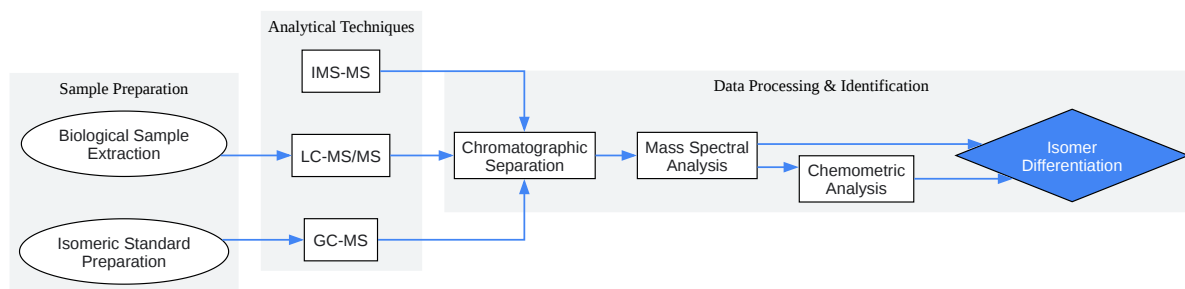 Sample Preparation
Biological Sample
Extraction
Isomeric Standard
Preparation
Analytical Techniques
IMS-MS
LC-MS/MS
GC-MS
Data Processing & Identification
Chromatographic
Separation
Mass Spectral
Analysis
Chemometric
Analysis
Isomer
Differentiation